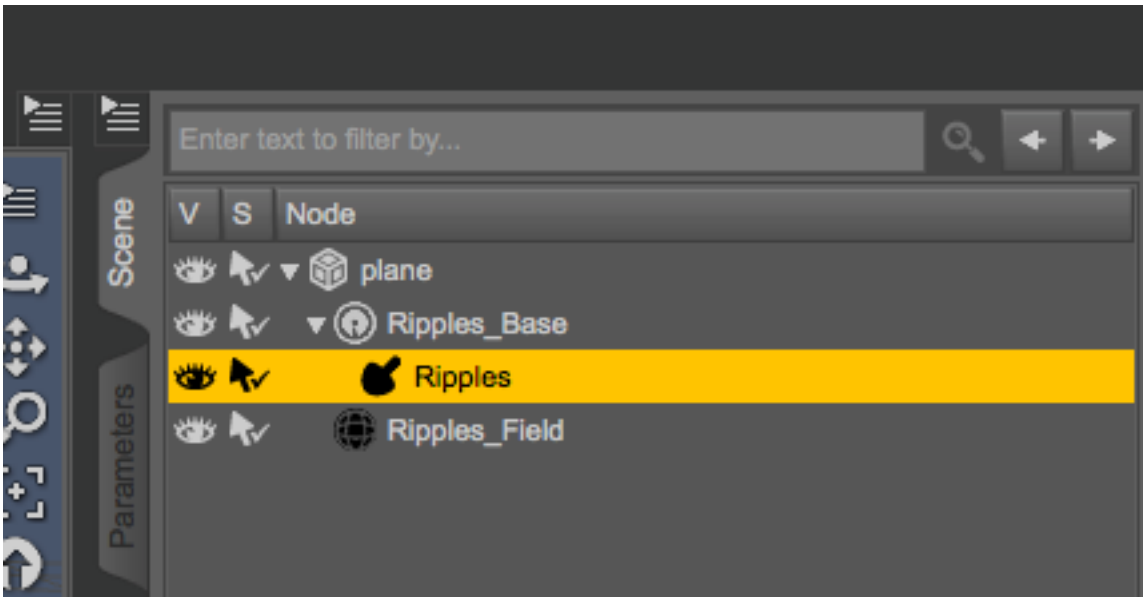 Enter text to filter by...
Scene
V S Node
plane
Ripples_Base
Ripples
Parameters
Ripples_Field